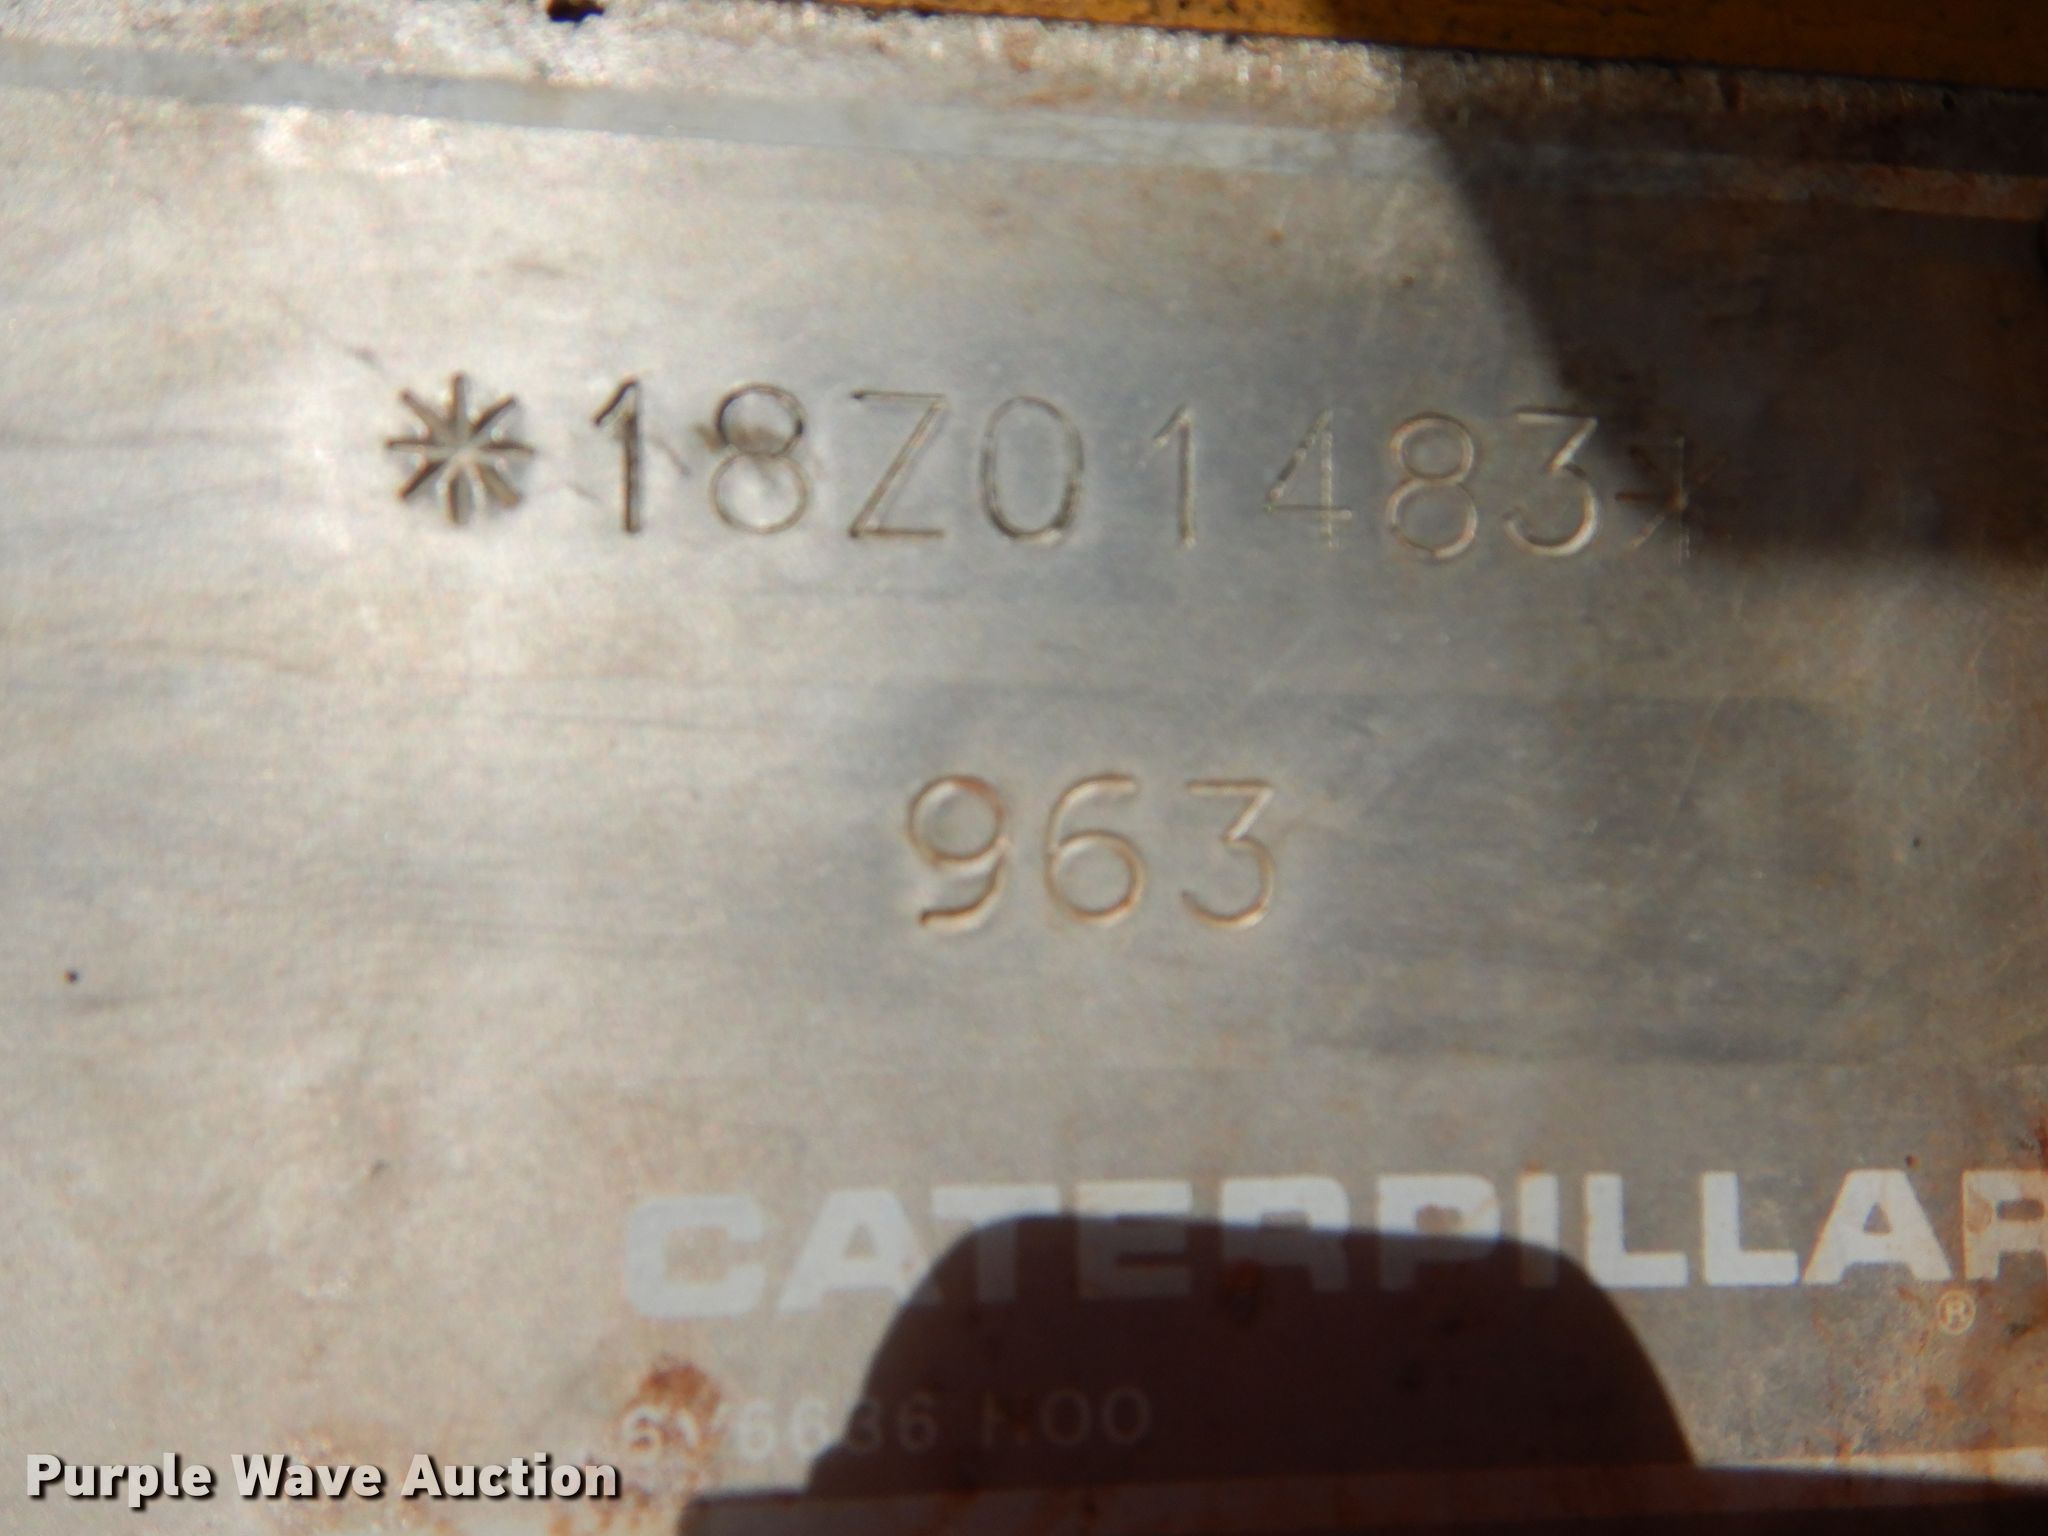 *18Z01483*
963
CATERPILLAR
®
Purple Wave Auction